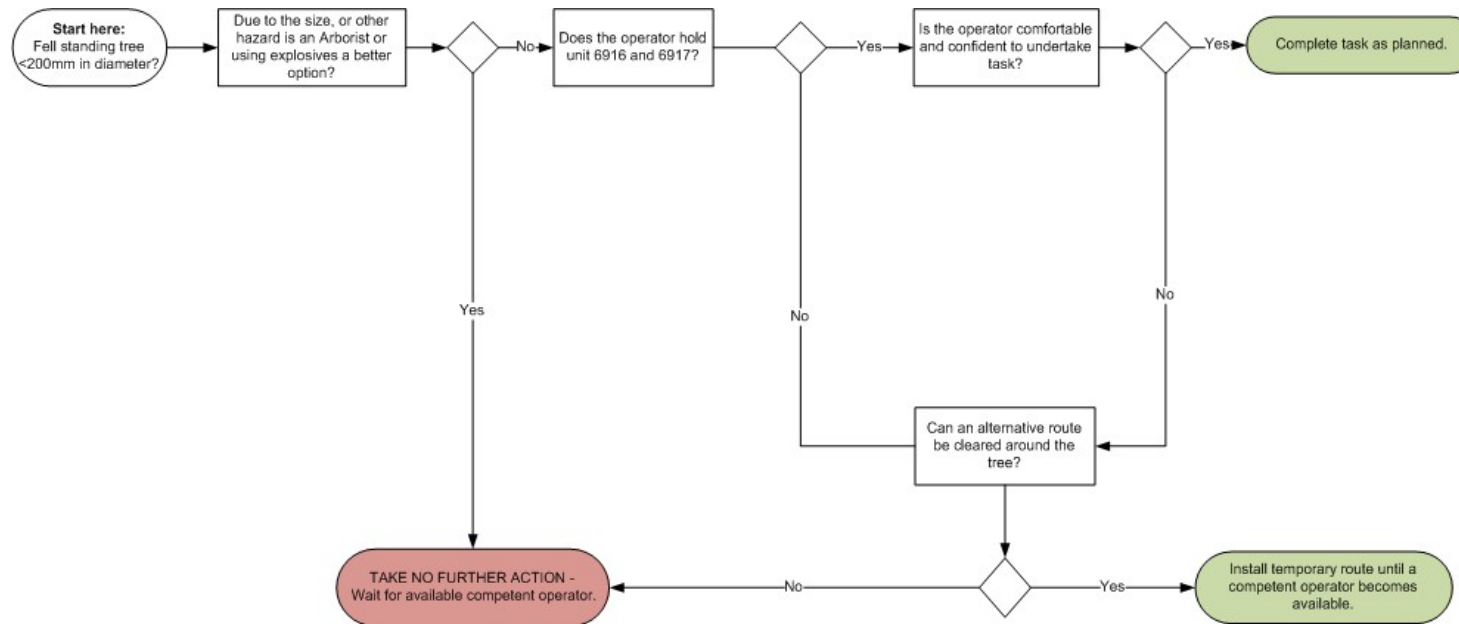 Start here:
Fell standing tree
<200mm in diameter?
Due to the size, or other
hazard is an Arborist or
using explosives a better
option?
No
Does the operator hold
unit 6916 and 6917?
Yes
Is the operator comfortable
and confident to undertake
task?
Yes
Complete task as planned.
Yes
No
No
Can an alternative route
be cleared around the
tree?
TAKE NO FURTHER ACTION -
Wait for available competent operator.
No
Yes
Install temporary route until a
competent operator becomes
available.